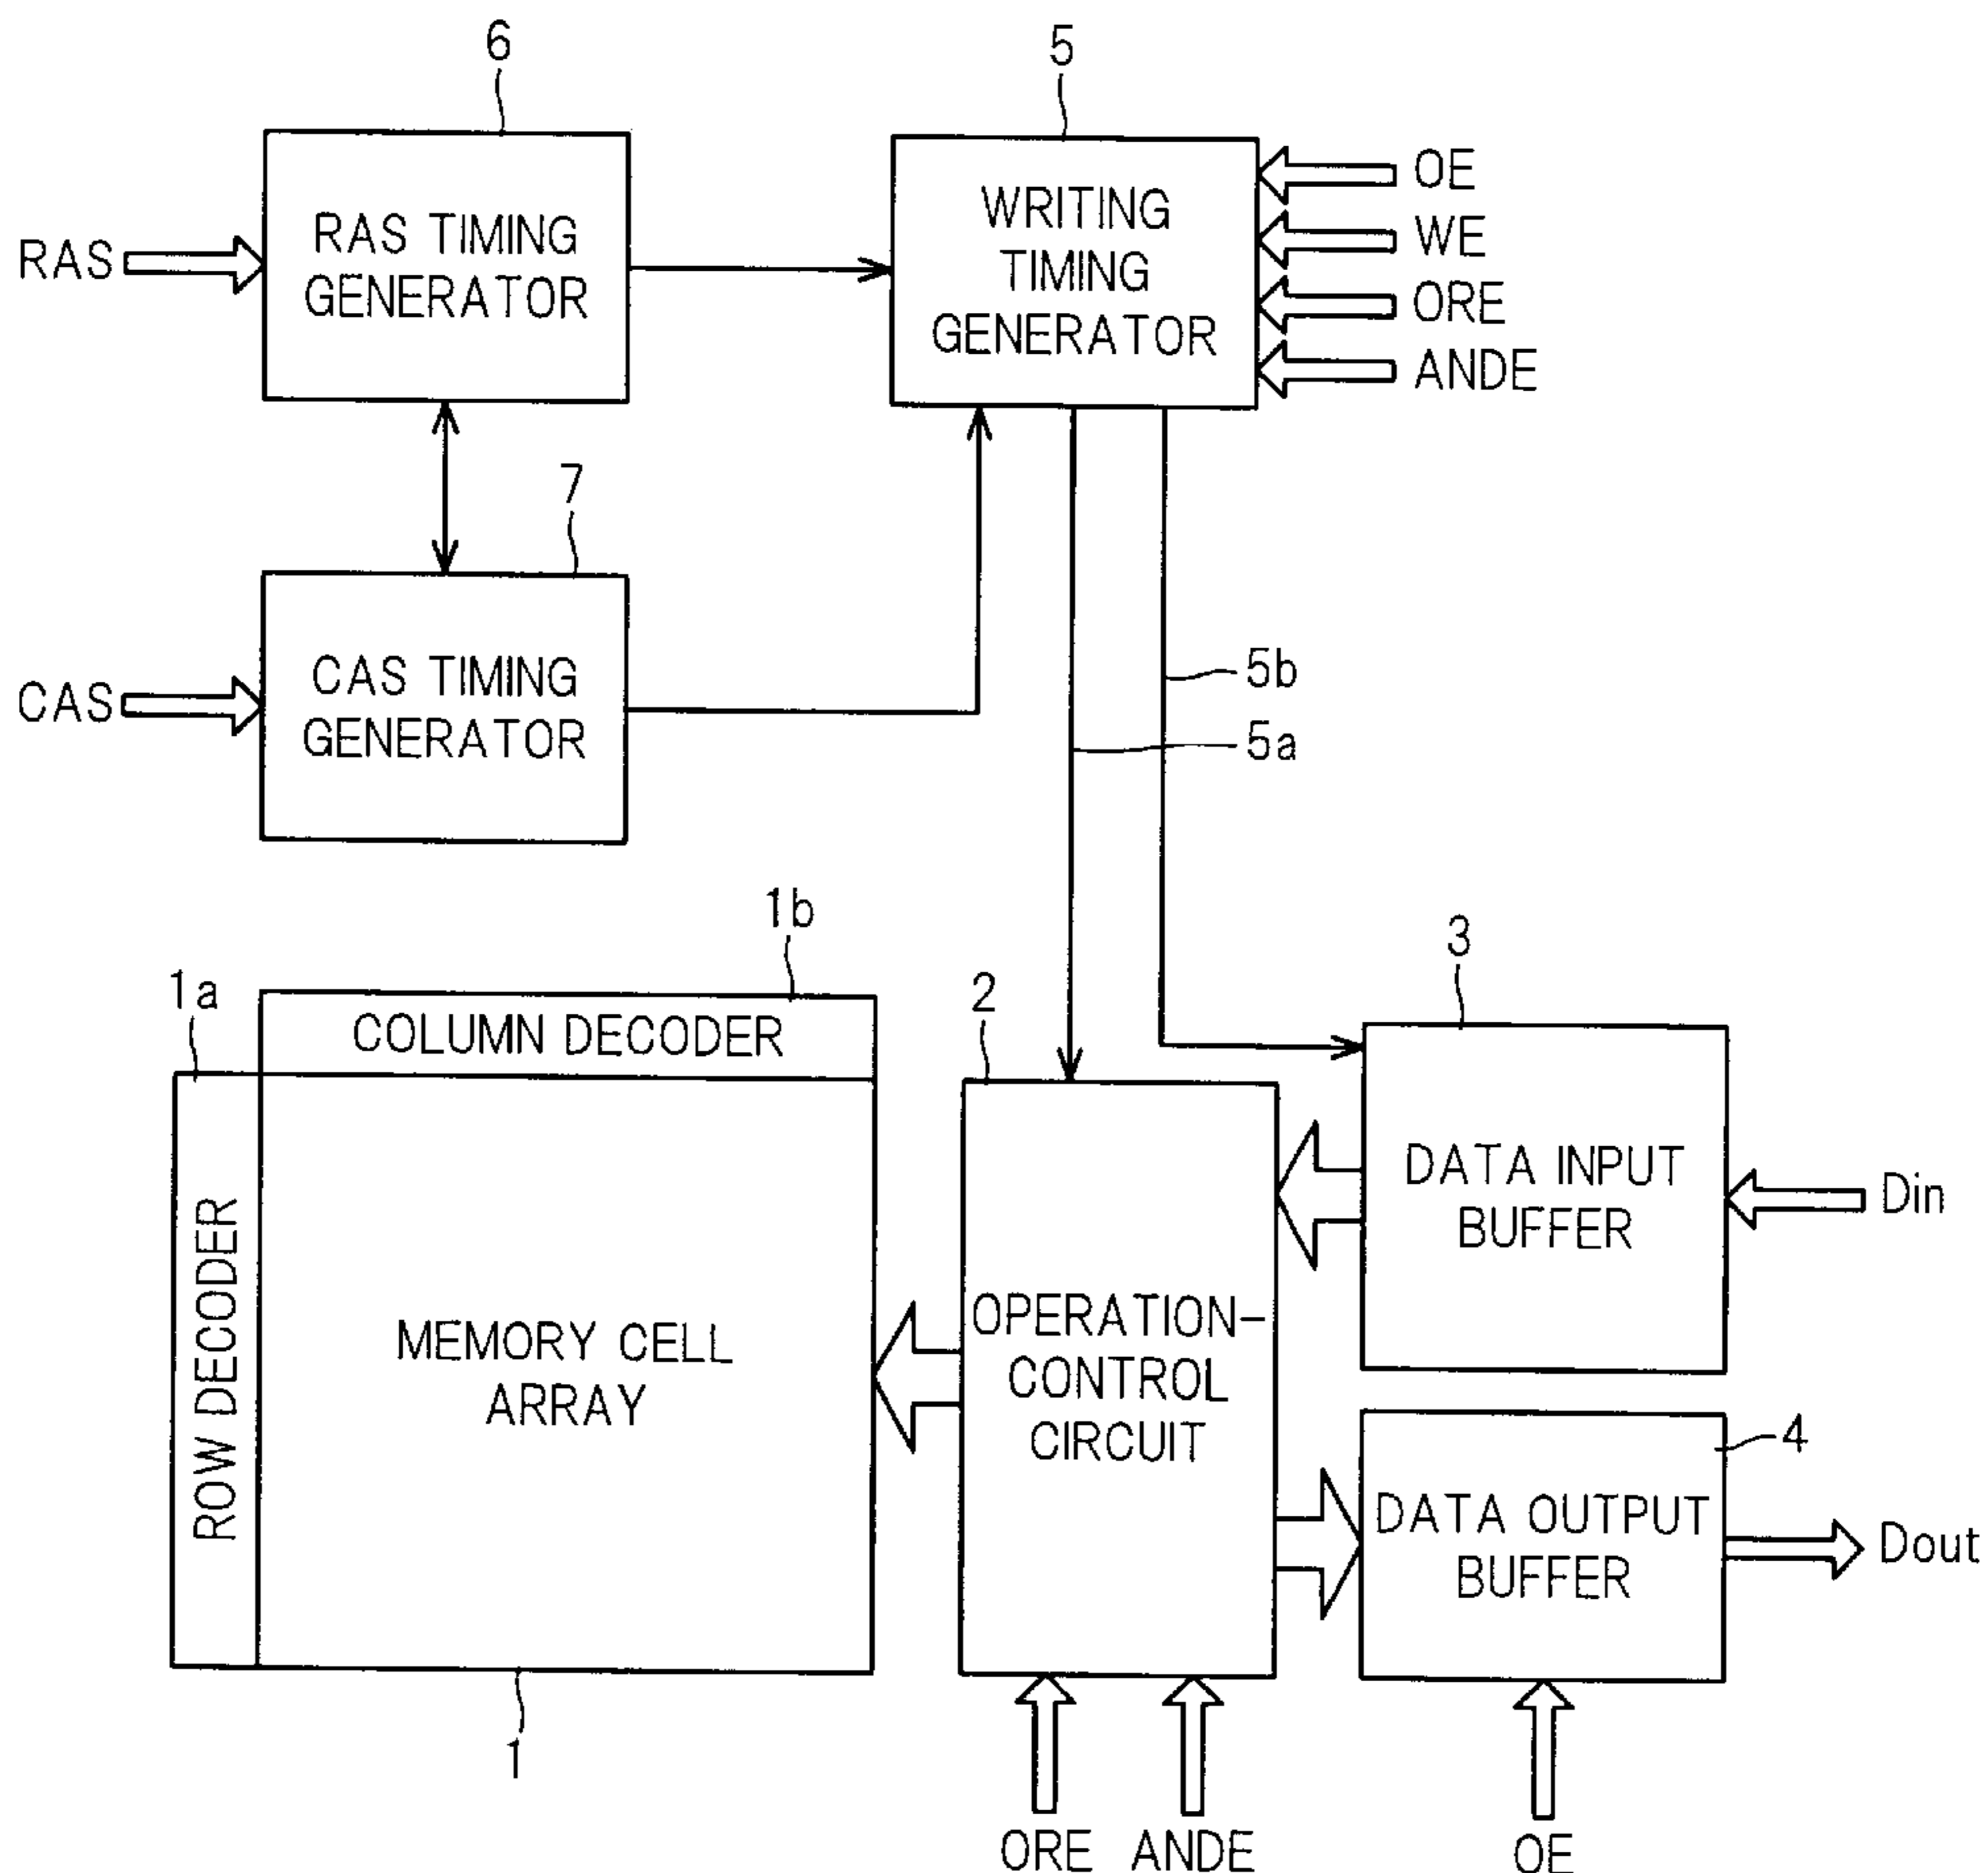 6
5
RAS TIMING
GENERATOR
RAS
WRITING
TIMING
GENERATOR
OE
WE
ORE
ANDE
7
CAS TIMING
GENERATOR
CAS
5b
5a
1b
1a
COLUMN DECODER
2
3
ROW DECODER
MEMORY CELL
ARRAY
OPERATION-
CONTROL
CIRCUIT
DATA INPUT
BUFFER
Din
4
DATA OUTPUT
BUFFER
Dout
1
ORE
ANDE
OE